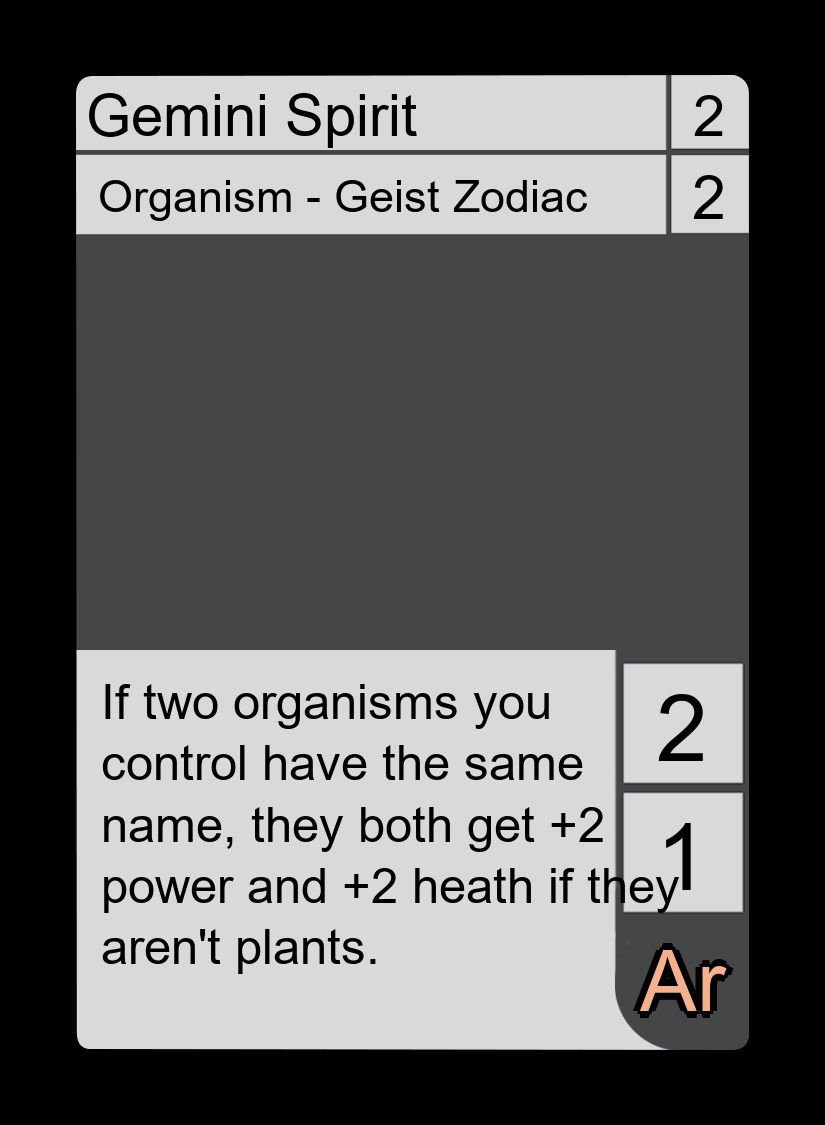 Gemini Spirit 2
Organism - Geist Zodiac 2
If two organisms you
control have the same
name, they both get +2
power and +2 heath if they
aren't plants.
2
1
Ar